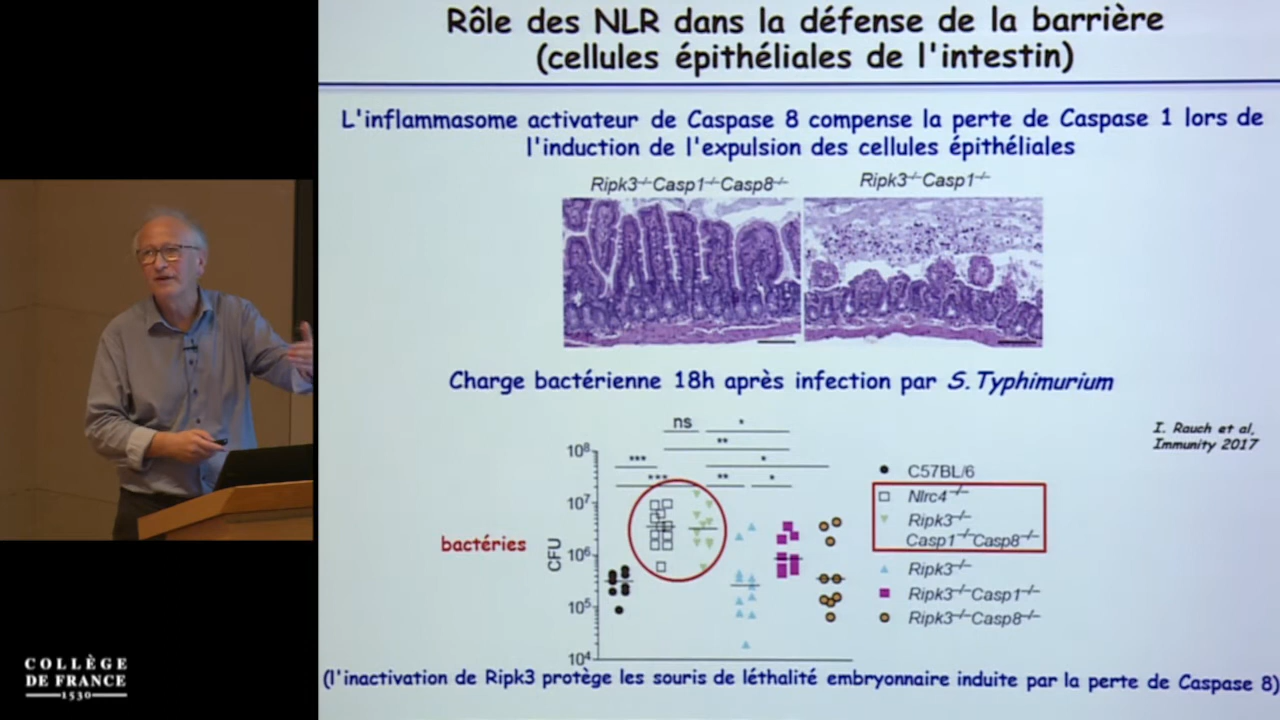 Rôle des NLR dans la défense de la barrière
(cellules épithéliales de l'intestin)
L'inflammasome activateur de Caspase 8 compense la perte de Caspase 1 lors de
l'induction de l'expulsion des cellules épithéliales
Ripk3-/-Casp1-/-Casp8-/-
Ripk3-/-Casp1-/-
Charge bactérienne 18h après infection par S. Typhimurium
I. Rauch et al,
Immunity 2017
ns
*
**
***
*
***
**
*
10⁸
10⁷
10⁶
10⁵
10⁴
CFU
bactéries
C57BL/6
Nlrc4-/-
Ripk3-/-
Casp1-/-Casp8-/-
Ripk3-/-
Ripk3-/-Casp1-/-
Ripk3-/-Casp8-/-
(l'inactivation de Ripk3 protège les souris de léthalité embryonnaire induite par la perte de Caspase 8)
COLLÈGE
DE FRANCE
1530